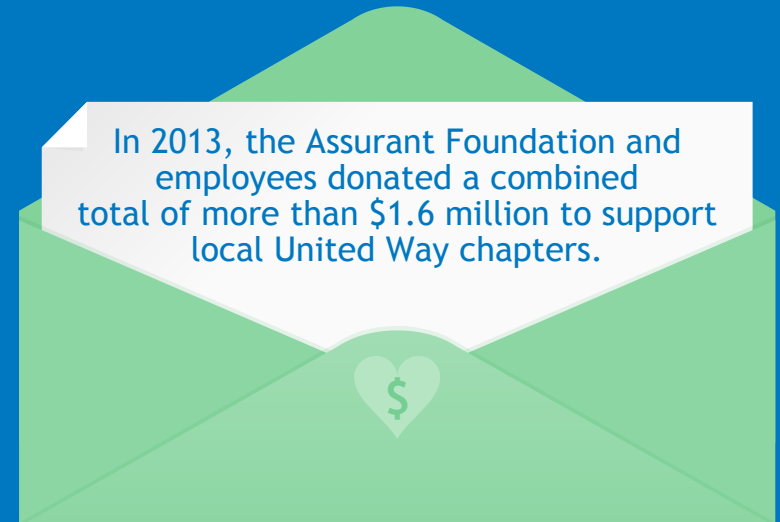 In 2013, the Assurant Foundation and
employees donated a combined
total of more than $1.6 million to support
local United Way chapters.
$